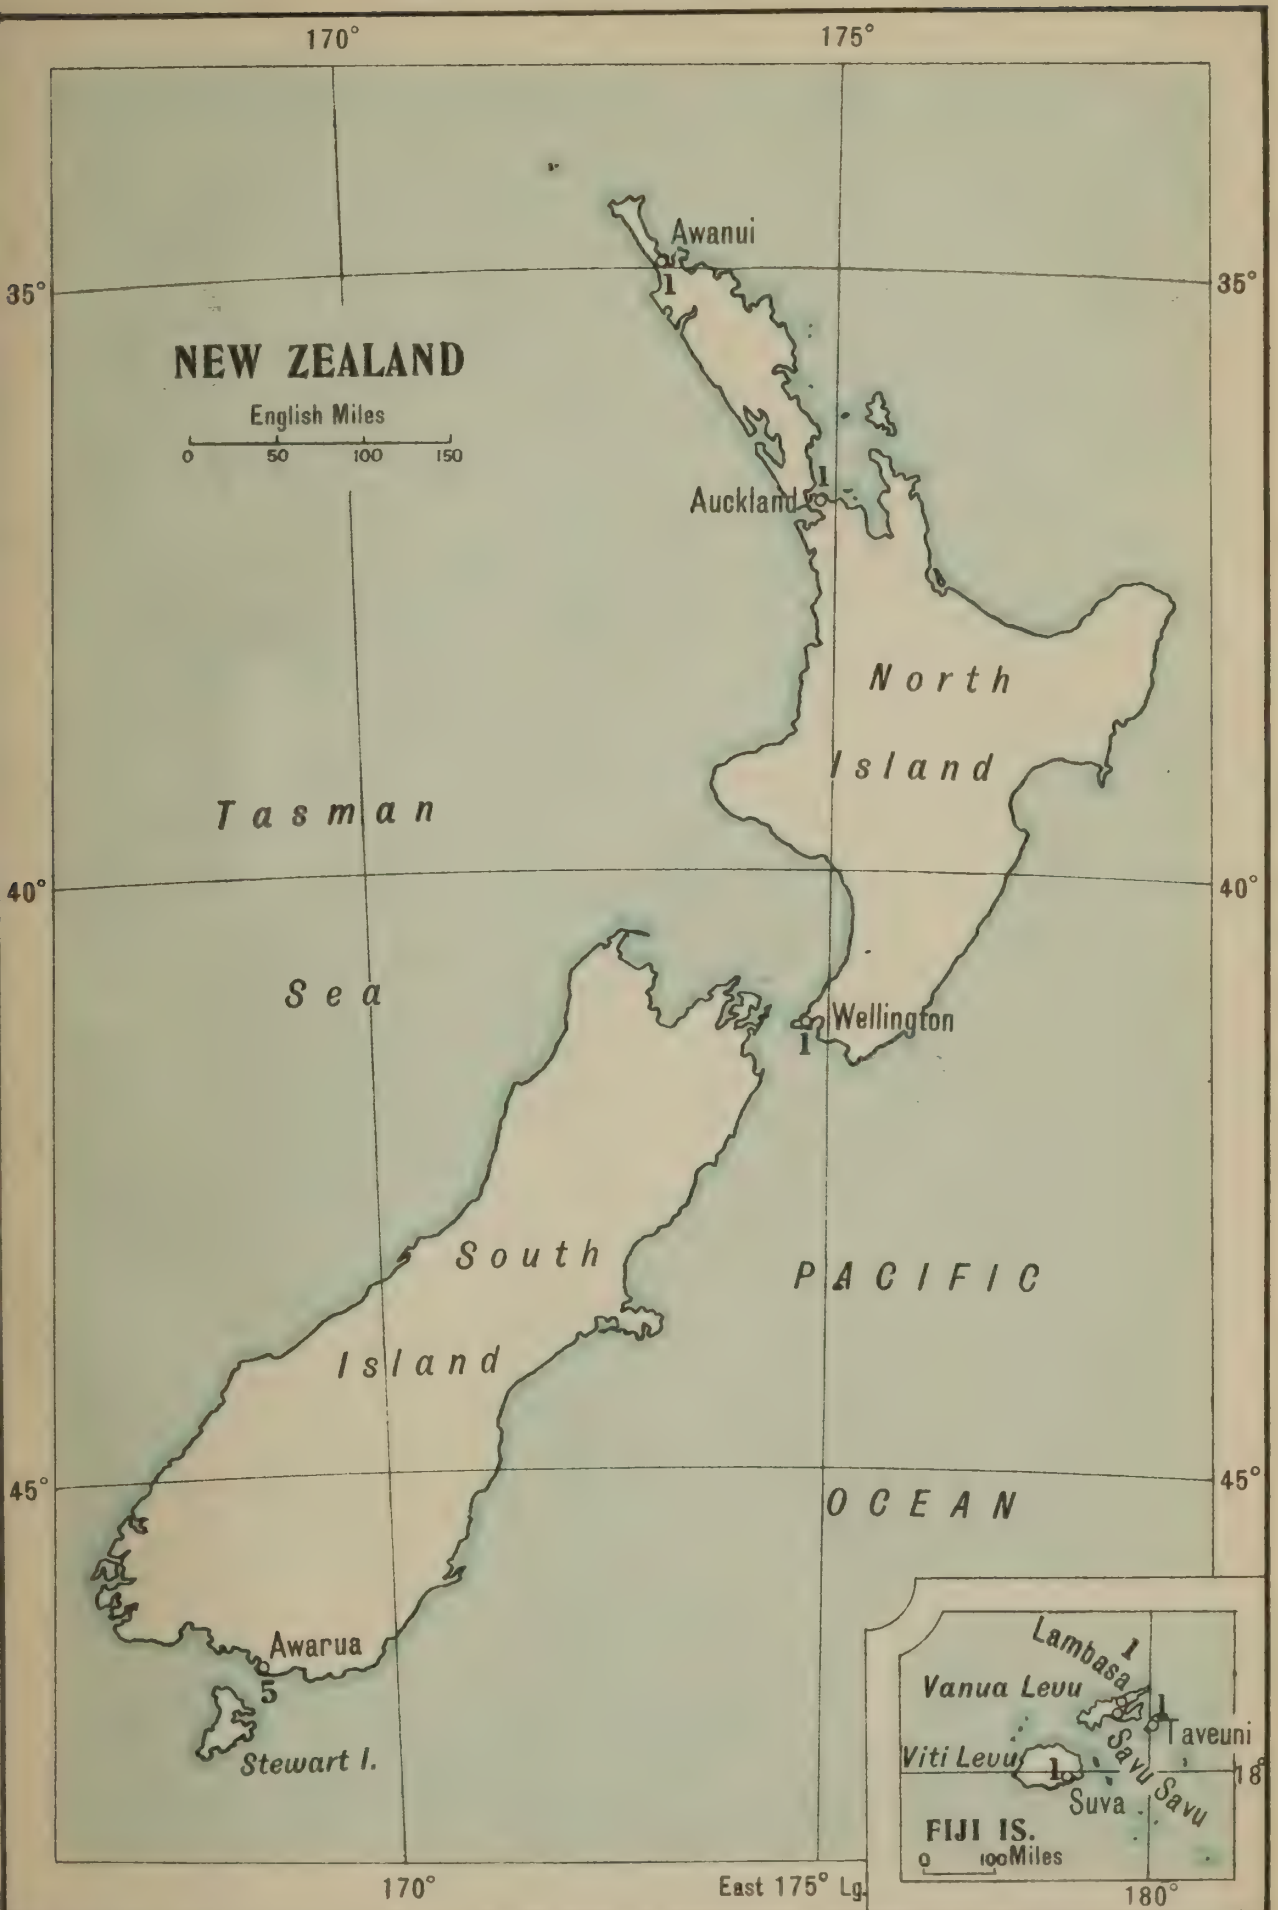 170° 175°
Awanui
1
35° 35°
NEW ZEALAND
English Miles
0 50 100 150
1
Auckland
North
Island
Tasman
40° 40°
Sea
Wellington
1
South
PACIFIC
Island
45° 45°
OCEAN
Awarua
5
Stewart I.
Lambasa 1
Vanua Levu
1
Taveuni
Savu Savu
Viti Levu
1
18°
Suva
FIJI IS.
0 100 Miles
170° East 175° Lg. 180°